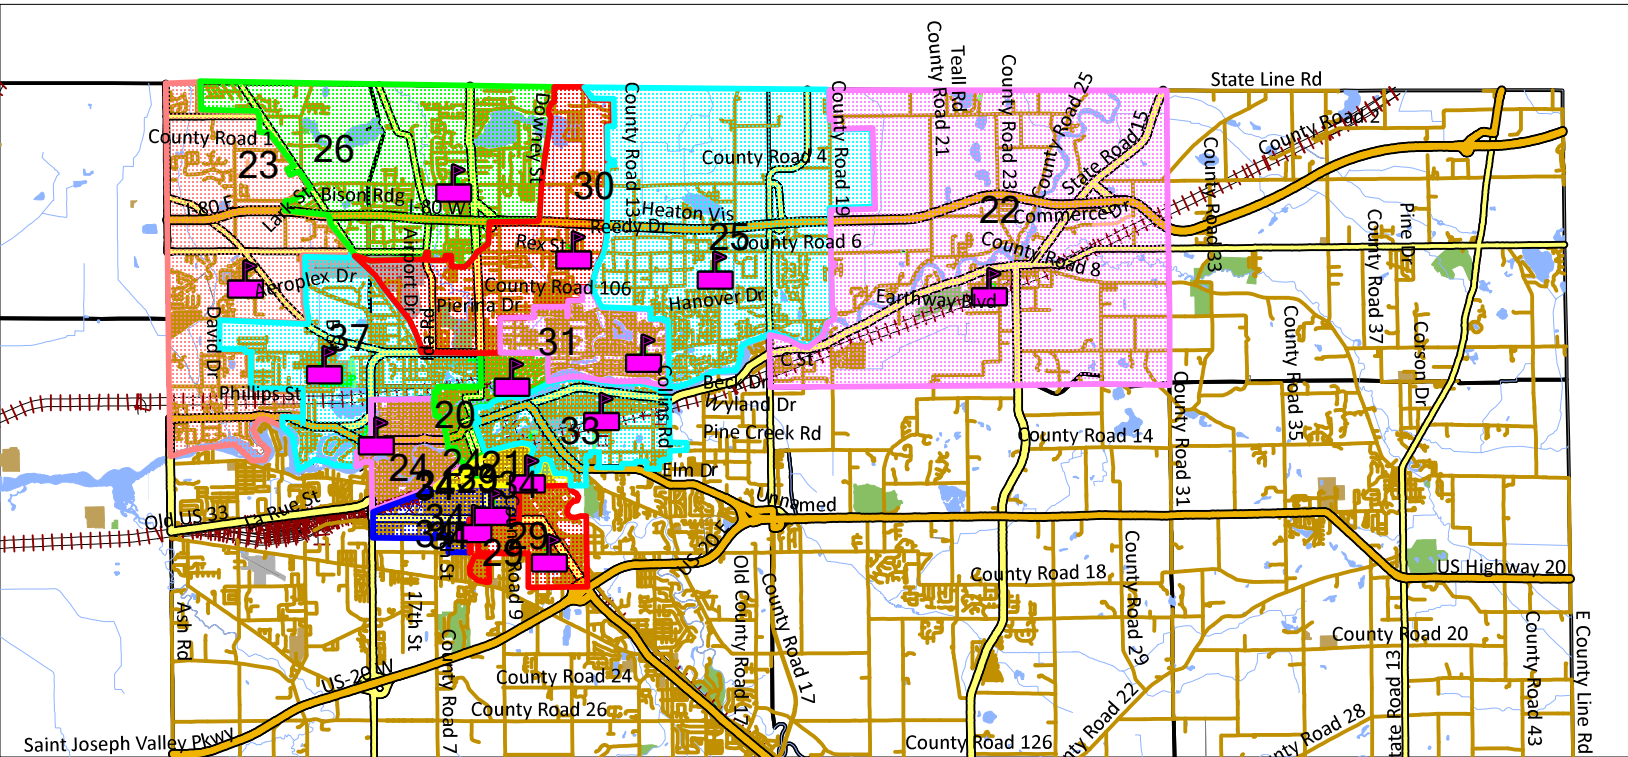 State Line Rd
Teall Rd
County Road 21
County Road 23
County Road 25
State Road 15
County Road 2
County Road 1
23
26
Downey St
30
County Road 13
County Road 4
County Road 19
22
Commerce Dr
County Road 33
Pine Dr
County Road 37
I-80 E
Lark St
Bison Rdg
I-80 W
Heaton Vis
Reedy Dr
Rex St
25
County Road 6
County Road 8
Airport Dr
Aeroplex Dr
County Road 106
Pierina Dr
Hanover Dr
Earthway Blvd
David Dr
37
31
C St
County Road 35
Corson Dr
Phillips St
Collins Rd
Beck Dr
Wyland Dr
20
33
Pine Creek Rd
County Road 14
County Road 31
24
Elm Dr
Unnamed
Old US 33
La Rue St
34
29
29
US-20 E
County Road 18
US Highway 20
Ash Rd
17th St
County Road 7
Old County Road 17
County Road 17
County Road 29
County Road 20
County Road 43
E County Line Rd
US-20 W
County Road 24
County Road 26
County Road 22
County Road 28
Saint Joseph Valley Pkwy
County Road 126